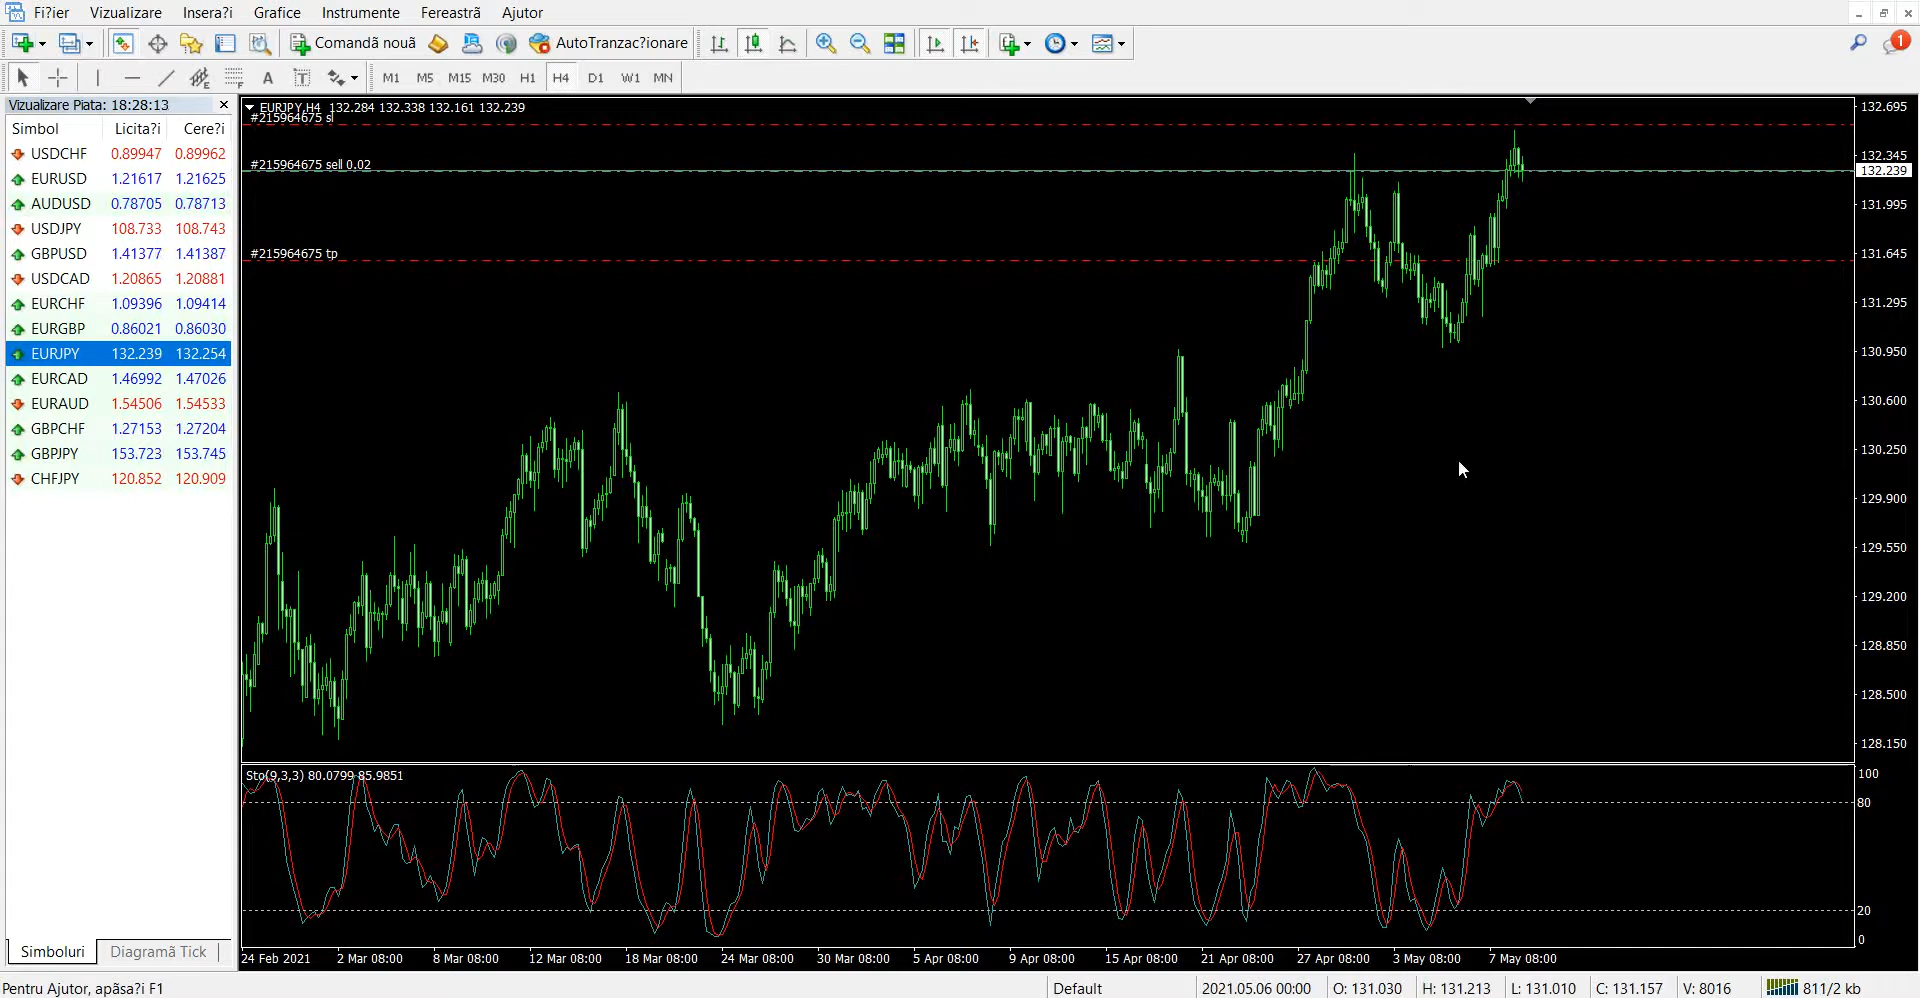 Fi?ier Vizualizare Insera?i Grafice Instrumente Fereastră Ajutor
Comandă nouă AutoTranzac?ionare 1
A T M1 M5 M15 M30 H1 H4 D1 W1 MN
Vizualizare Piata: 18:28:13
Simbol Licita?i Cere?i
USDCHF 0.89947 0.89962
EURUSD 1.21617 1.21625
AUDUSD 0.78705 0.78713
USDJPY 108.733 108.743
GBPUSD 1.41377 1.41387
USDCAD 1.20865 1.20881
EURCHF 1.09396 1.09414
EURGBP 0.86021 0.86030
EURJPY 132.239 132.254
EURCAD 1.46992 1.47026
EURAUD 1.54506 1.54533
GBPCHF 1.27153 1.27204
GBPJPY 153.723 153.745
CHFJPY 120.852 120.909
Simboluri Diagramă Tick
EURJPY,H4 132.284 132.338 132.161 132.239
#215964675 sl
#215964675 sell 0.02
#215964675 tp
132.695
132.345
132.239
131.995
131.645
131.295
130.950
130.600
130.250
129.900
129.550
129.200
128.850
128.500
128.150
Sto(9,3,3) 80.0799 85.9851
100
80
20
0
24 Feb 2021 2 Mar 08:00 8 Mar 08:00 12 Mar 08:00 18 Mar 08:00 24 Mar 08:00 30 Mar 08:00 5 Apr 08:00 9 Apr 08:00 15 Apr 08:00 21 Apr 08:00 27 Apr 08:00 3 May 08:00 7 May 08:00
Pentru Ajutor, apăsa?i F1 Default 2021.05.06 00:00 O: 131.030 H: 131.213 L: 131.010 C: 131.157 V: 8016 811/2 kb